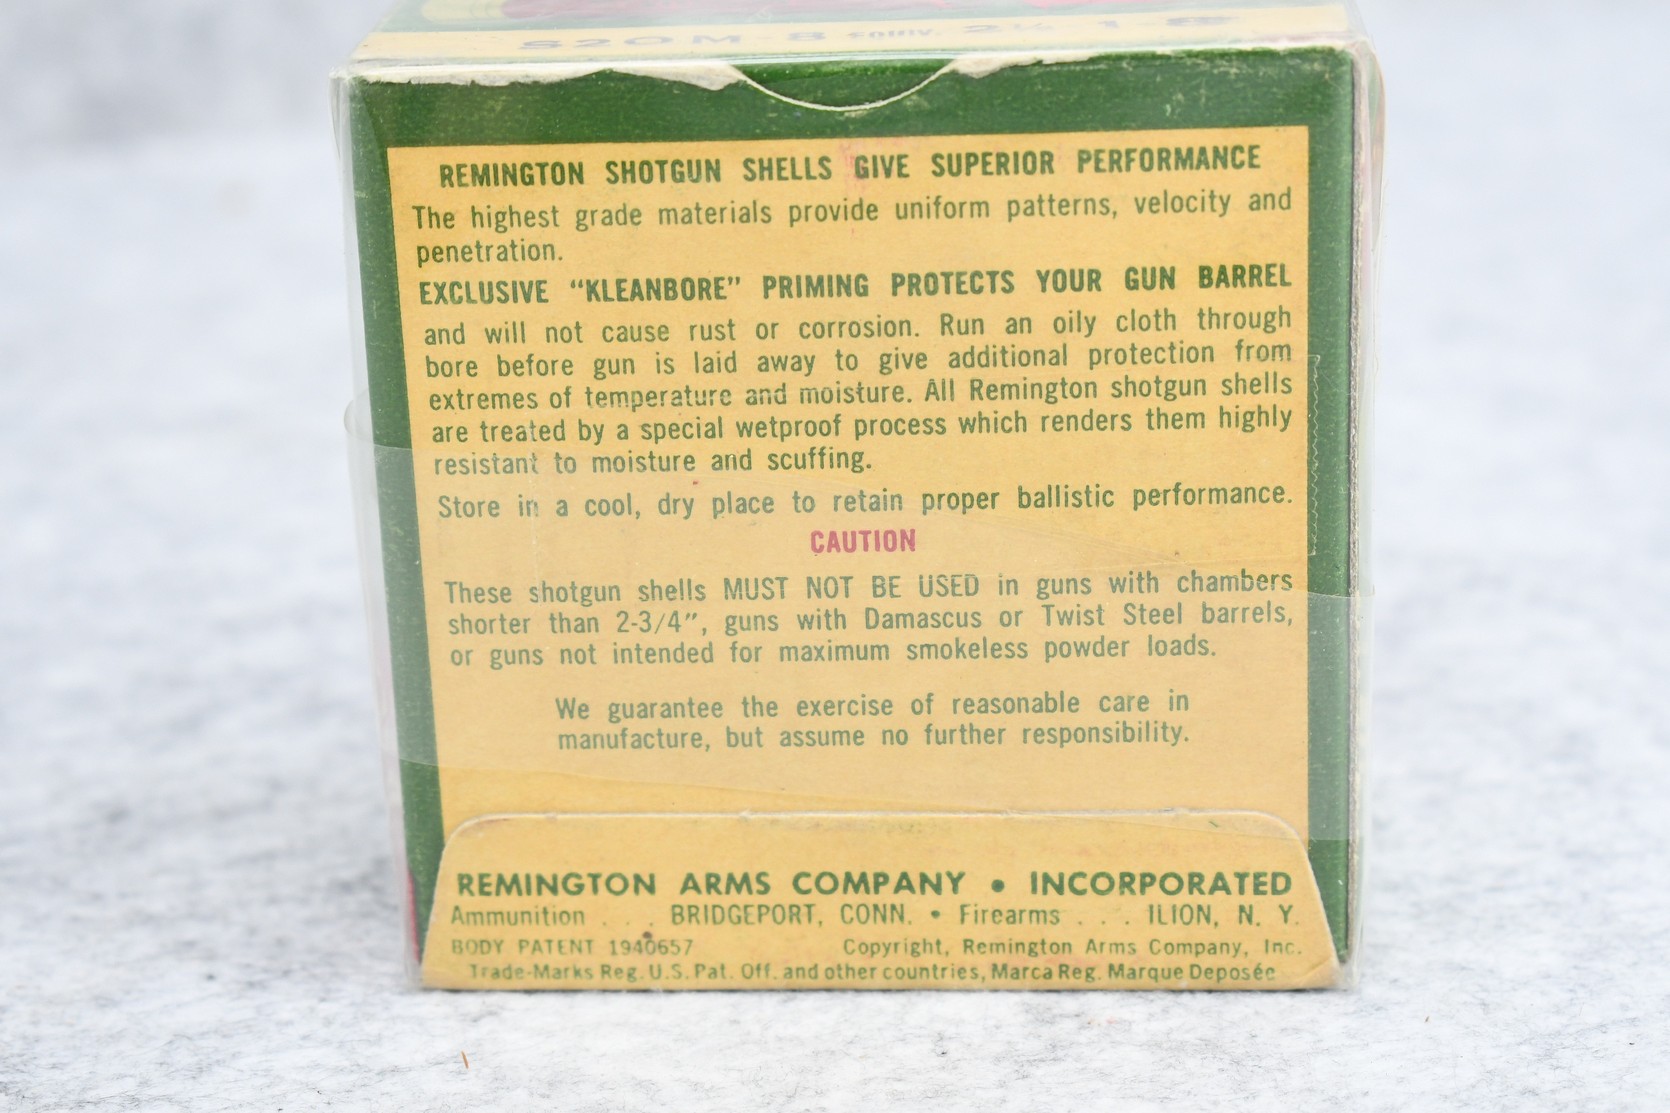 S20M-8 EQUIV. 2¼ 1-8
REMINGTON SHOTGUN SHELLS GIVE SUPERIOR PERFORMANCE
The highest grade materials provide uniform patterns, velocity and
penetration.
EXCLUSIVE “KLEANBORE” PRIMING PROTECTS YOUR GUN BARREL
and will not cause rust or corrosion. Run an oily cloth through
bore before gun is laid away to give additional protection from
extremes of temperature and moisture. All Remington shotgun shells
are treated by a special wetproof process which renders them highly
resistant to moisture and scuffing.
Store in a cool, dry place to retain proper ballistic performance.
CAUTION
These shotgun shells MUST NOT BE USED in guns with chambers
shorter than 2-3/4”, guns with Damascus or Twist Steel barrels,
or guns not intended for maximum smokeless powder loads.
We guarantee the exercise of reasonable care in
manufacture, but assume no further responsibility.
REMINGTON ARMS COMPANY • INCORPORATED
Ammunition . . . BRIDGEPORT, CONN. • Firearms . . . ILION, N. Y.
BODY PATENT 1940657 Copyright, Remington Arms Company, Inc.
Trade-Marks Reg. U.S. Pat. Off. and other countries, Marca Reg. Marque Deposée